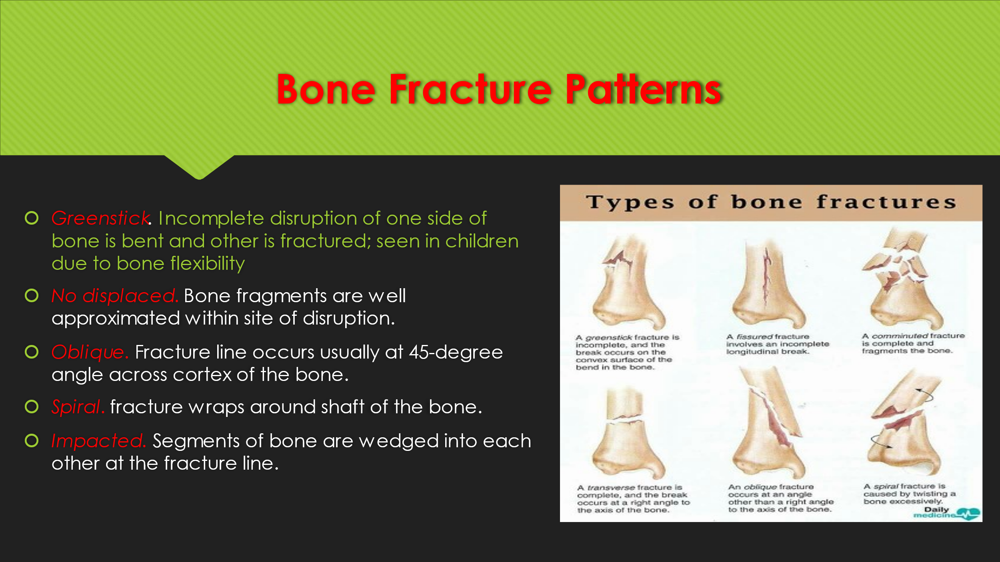 Bone Fracture Patterns
Greenstick. Incomplete disruption of one side of
bone is bent and other is fractured; seen in children
due to bone flexibility
No displaced. Bone fragments are well
approximated within site of disruption.
Oblique. Fracture line occurs usually at 45-degree
angle across cortex of the bone.
Spiral. fracture wraps around shaft of the bone.
Impacted. Segments of bone are wedged into each
other at the fracture line.
Types of bone fractures
A greenstick fracture is
incomplete, and the
break occurs on the
convex surface of the
bend in the bone.
A fissured fracture
involves an incomplete
longitudinal break.
A comminuted fracture
is complete and
fragments the bone.
A transverse fracture is
complete, and the break
occurs at a right angle to
the axis of the bone.
An oblique fracture
occurs at an angle
other than a right angle
to the axis of the bone.
A spiral fracture is
caused by twisting a
bone excessively.
Daily
medicine